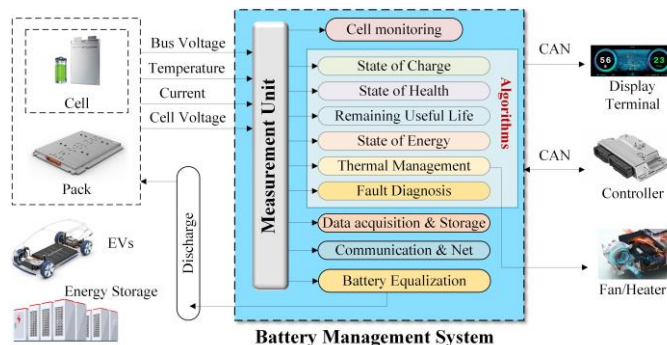 Cell
Pack
EVs
Energy Storage
Bus Voltage
Temperature
Current
Cell Voltage
Discharge
Measurement Unit
Cell monitoring
Algorithms
State of Charge
State of Health
Remaining Useful Life
State of Energy
Thermal Management
Fault Diagnosis
Data acquisition & Storage
Communication & Net
Battery Equalization
Battery Management System
CAN
56
23
Display
Terminal
CAN
Controller
Fan/Heater